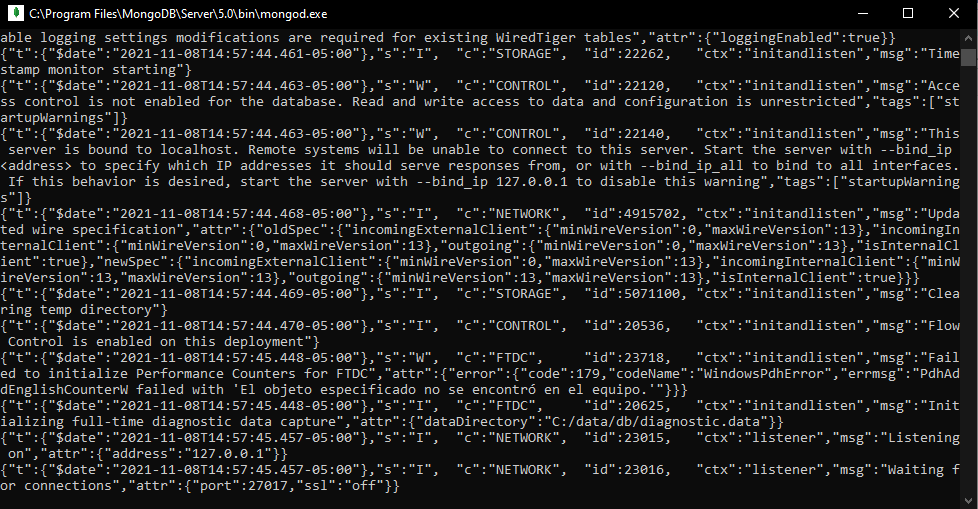 C:\Program Files\MongoDB\Server\5.0\bin\mongod.exe
able logging settings modifications are required for existing WiredTiger tables","attr":{"loggingEnabled":true}}
{"t":{"$date":"2021-11-08T14:57:44.461-05:00"},"s":"I",  "c":"STORAGE",  "id":22262,   "ctx":"initandlisten","msg":"Time
stamp monitor starting"}
{"t":{"$date":"2021-11-08T14:57:44.463-05:00"},"s":"W",  "c":"CONTROL",  "id":22120,   "ctx":"initandlisten","msg":"Acce
ss control is not enabled for the database. Read and write access to data and configuration is unrestricted","tags":["st
artupWarnings"]}
{"t":{"$date":"2021-11-08T14:57:44.463-05:00"},"s":"W",  "c":"CONTROL",  "id":22140,   "ctx":"initandlisten","msg":"This
 server is bound to localhost. Remote systems will be unable to connect to this server. Start the server with --bind_ip
<address> to specify which IP addresses it should serve responses from, or with --bind_ip_all to bind to all interfaces.
 If this behavior is desired, start the server with --bind_ip 127.0.0.1 to disable this warning","tags":["startupWarning
s"]}
{"t":{"$date":"2021-11-08T14:57:44.468-05:00"},"s":"I",  "c":"NETWORK",  "id":4915702, "ctx":"initandlisten","msg":"Upda
ted wire specification","attr":{"oldSpec":{"incomingExternalClient":{"minWireVersion":0,"maxWireVersion":13},"incomingIn
ternalClient":{"minWireVersion":0,"maxWireVersion":13},"outgoing":{"minWireVersion":0,"maxWireVersion":13},"isInternalCl
ient":true},"newSpec":{"incomingExternalClient":{"minWireVersion":0,"maxWireVersion":13},"incomingInternalClient":{"minW
ireVersion":13,"maxWireVersion":13},"outgoing":{"minWireVersion":13,"maxWireVersion":13},"isInternalClient":true}}}
{"t":{"$date":"2021-11-08T14:57:44.469-05:00"},"s":"I",  "c":"STORAGE",  "id":5071100, "ctx":"initandlisten","msg":"Clea
ring temp directory"}
{"t":{"$date":"2021-11-08T14:57:44.470-05:00"},"s":"I",  "c":"CONTROL",  "id":20536,   "ctx":"initandlisten","msg":"Flow
 Control is enabled on this deployment"}
{"t":{"$date":"2021-11-08T14:57:45.448-05:00"},"s":"W",  "c":"FTDC",     "id":23718,   "ctx":"initandlisten","msg":"Fail
ed to initialize Performance Counters for FTDC","attr":{"error":{"code":179,"codeName":"WindowsPdhError","errmsg":"PdhAd
dEnglishCounterW failed with 'El objeto especificado no se encontró en el equipo.'"}}}
{"t":{"$date":"2021-11-08T14:57:45.448-05:00"},"s":"I",  "c":"FTDC",     "id":20625,   "ctx":"initandlisten","msg":"Init
ializing full-time diagnostic data capture","attr":{"dataDirectory":"C:/data/db/diagnostic.data"}}
{"t":{"$date":"2021-11-08T14:57:45.457-05:00"},"s":"I",  "c":"NETWORK",  "id":23015,   "ctx":"listener","msg":"Listening
 on","attr":{"address":"127.0.0.1"}}
{"t":{"$date":"2021-11-08T14:57:45.457-05:00"},"s":"I",  "c":"NETWORK",  "id":23016,   "ctx":"listener","msg":"Waiting f
or connections","attr":{"port":27017,"ssl":"off"}}